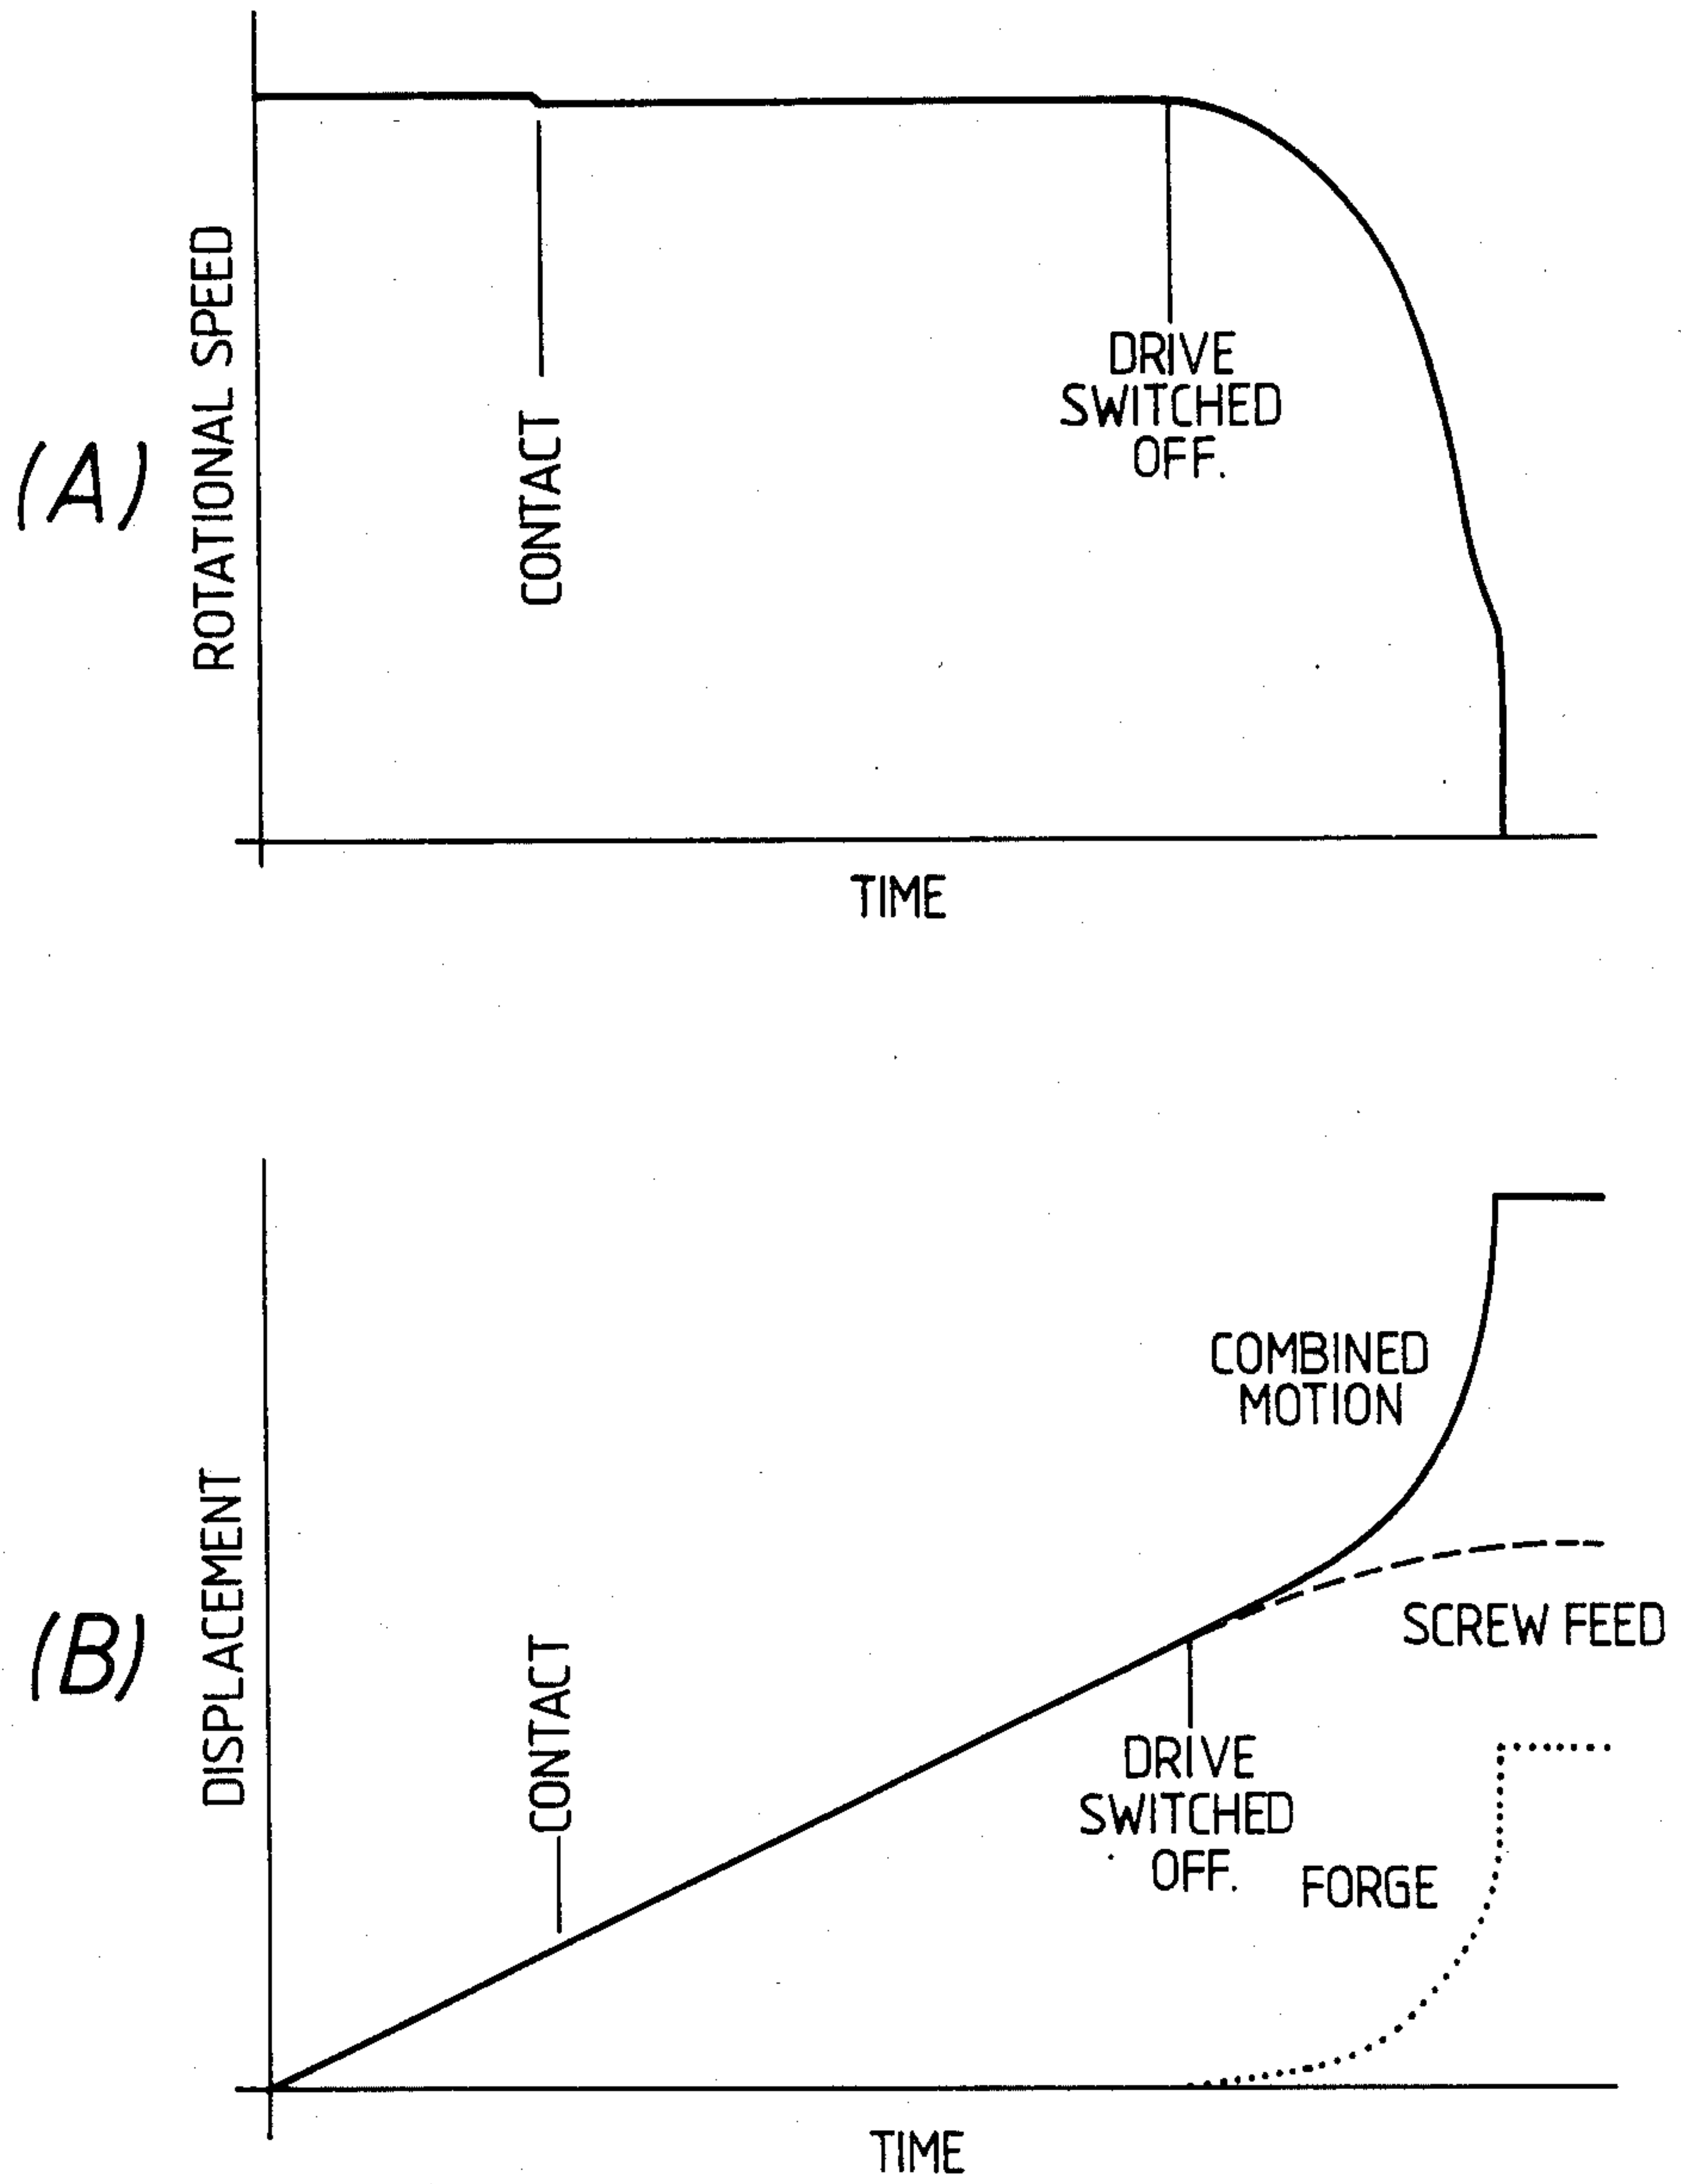 (A)
ROTATIONAL SPEED
CONTACT
DRIVE
SWITCHED
OFF.
TIME
(B)
DISPLACEMENT
CONTACT
COMBINED
MOTION
SCREW FEED
DRIVE
SWITCHED
OFF.
FORGE
TIME